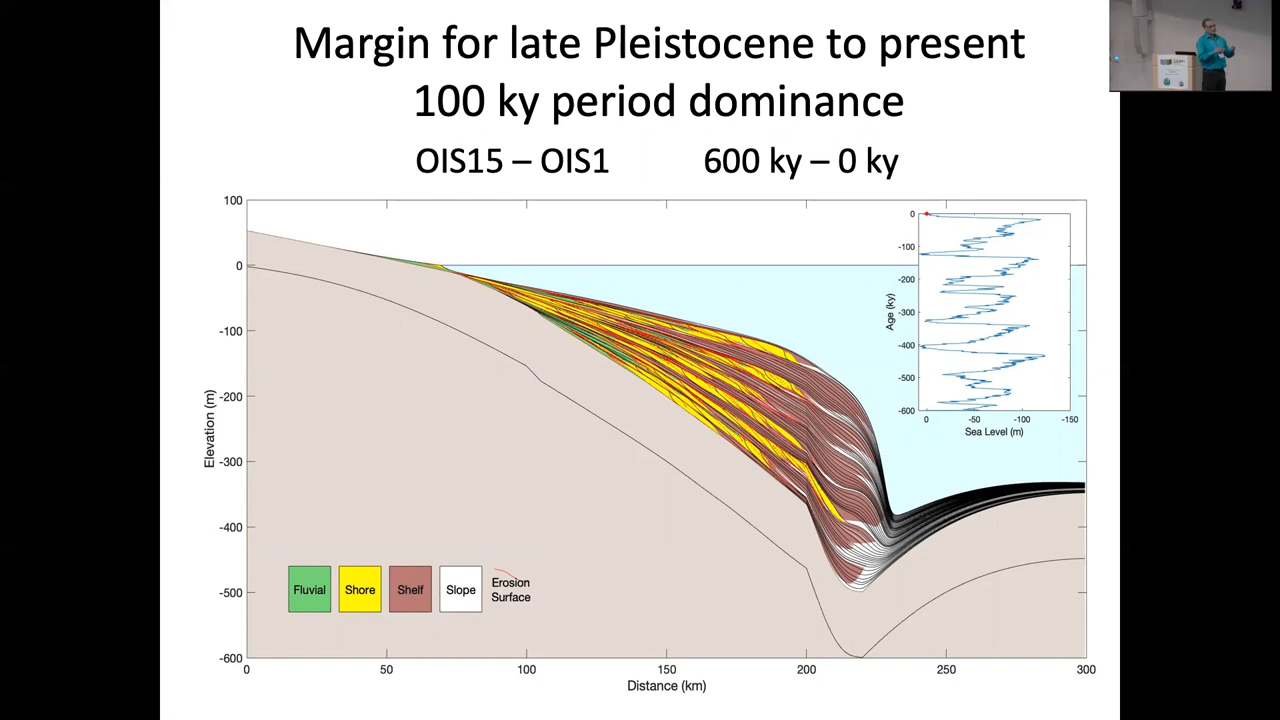 Margin for late Pleistocene to present
100 ky period dominance
OIS15 – OIS1 600 ky – 0 ky
100
0
-100
-200
-300
-400
-500
-600
Elevation (m)
0
50
100
150
200
250
300
Distance (km)
Fluvial
Shore
Shelf
Slope
Erosion
Surface
0
-100
-200
-300
-400
-500
-600
Age (ky)
0
-50
-100
-150
Sea Level (m)